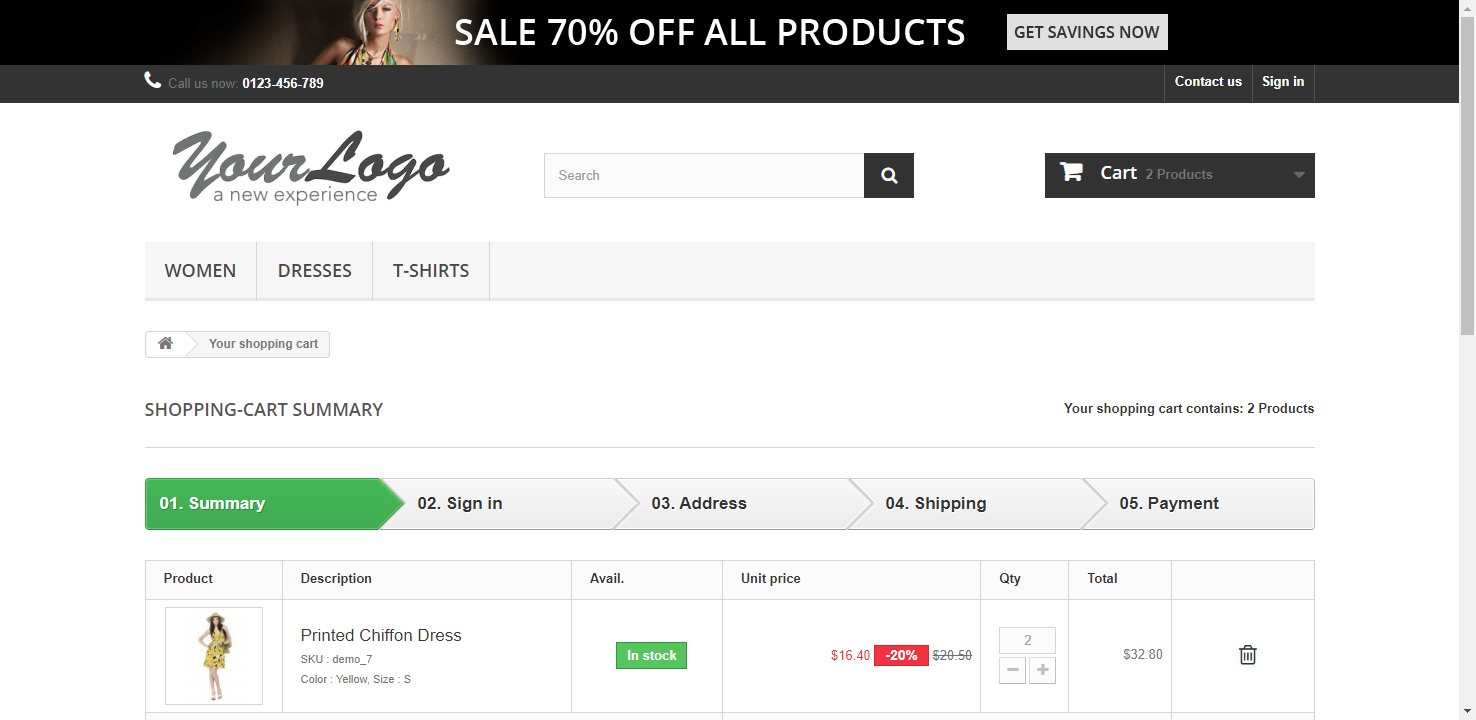 SALE 70% OFF ALL PRODUCTS GET SAVINGS NOW
Call us now: 0123-456-789 Contact us Sign in
YourLogo
a new experience
Search Cart 2 Products
WOMEN DRESSES T-SHIRTS
Your shopping cart
SHOPPING-CART SUMMARY Your shopping cart contains: 2 Products
01. Summary 02. Sign in 03. Address 04. Shipping 05. Payment
Product Description Avail. Unit price Qty Total
Printed Chiffon Dress
SKU : demo_7
Color : Yellow, Size : S
In stock $16.40 -20% $20.50 2 $32.80